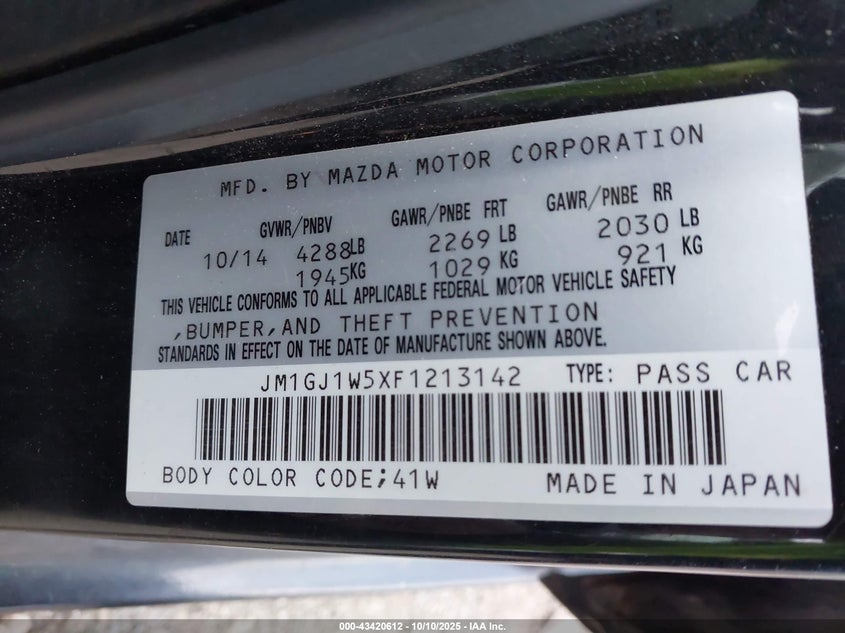 MFD. BY MAZDA MOTOR CORPORATION
DATE GVWR/PNBV GAWR/PNBE FRT GAWR/PNBE RR
10/14 4288LB 2269 LB 2030 LB
1945KG 1029 KG 921 KG
THIS VEHICLE CONFORMS TO ALL APPLICABLE FEDERAL MOTOR VEHICLE SAFETY
,BUMPER,AND THEFT PREVENTION
STANDARDS IN EFFECT ON THE DATE OF MANUFACTURE SHOWN ABOVE.
JM1GJ1W5XF1213142 TYPE: PASS CAR
BODY COLOR CODE;41W MADE IN JAPAN
000-43420612 - 10/10/2025 - IAA Inc.